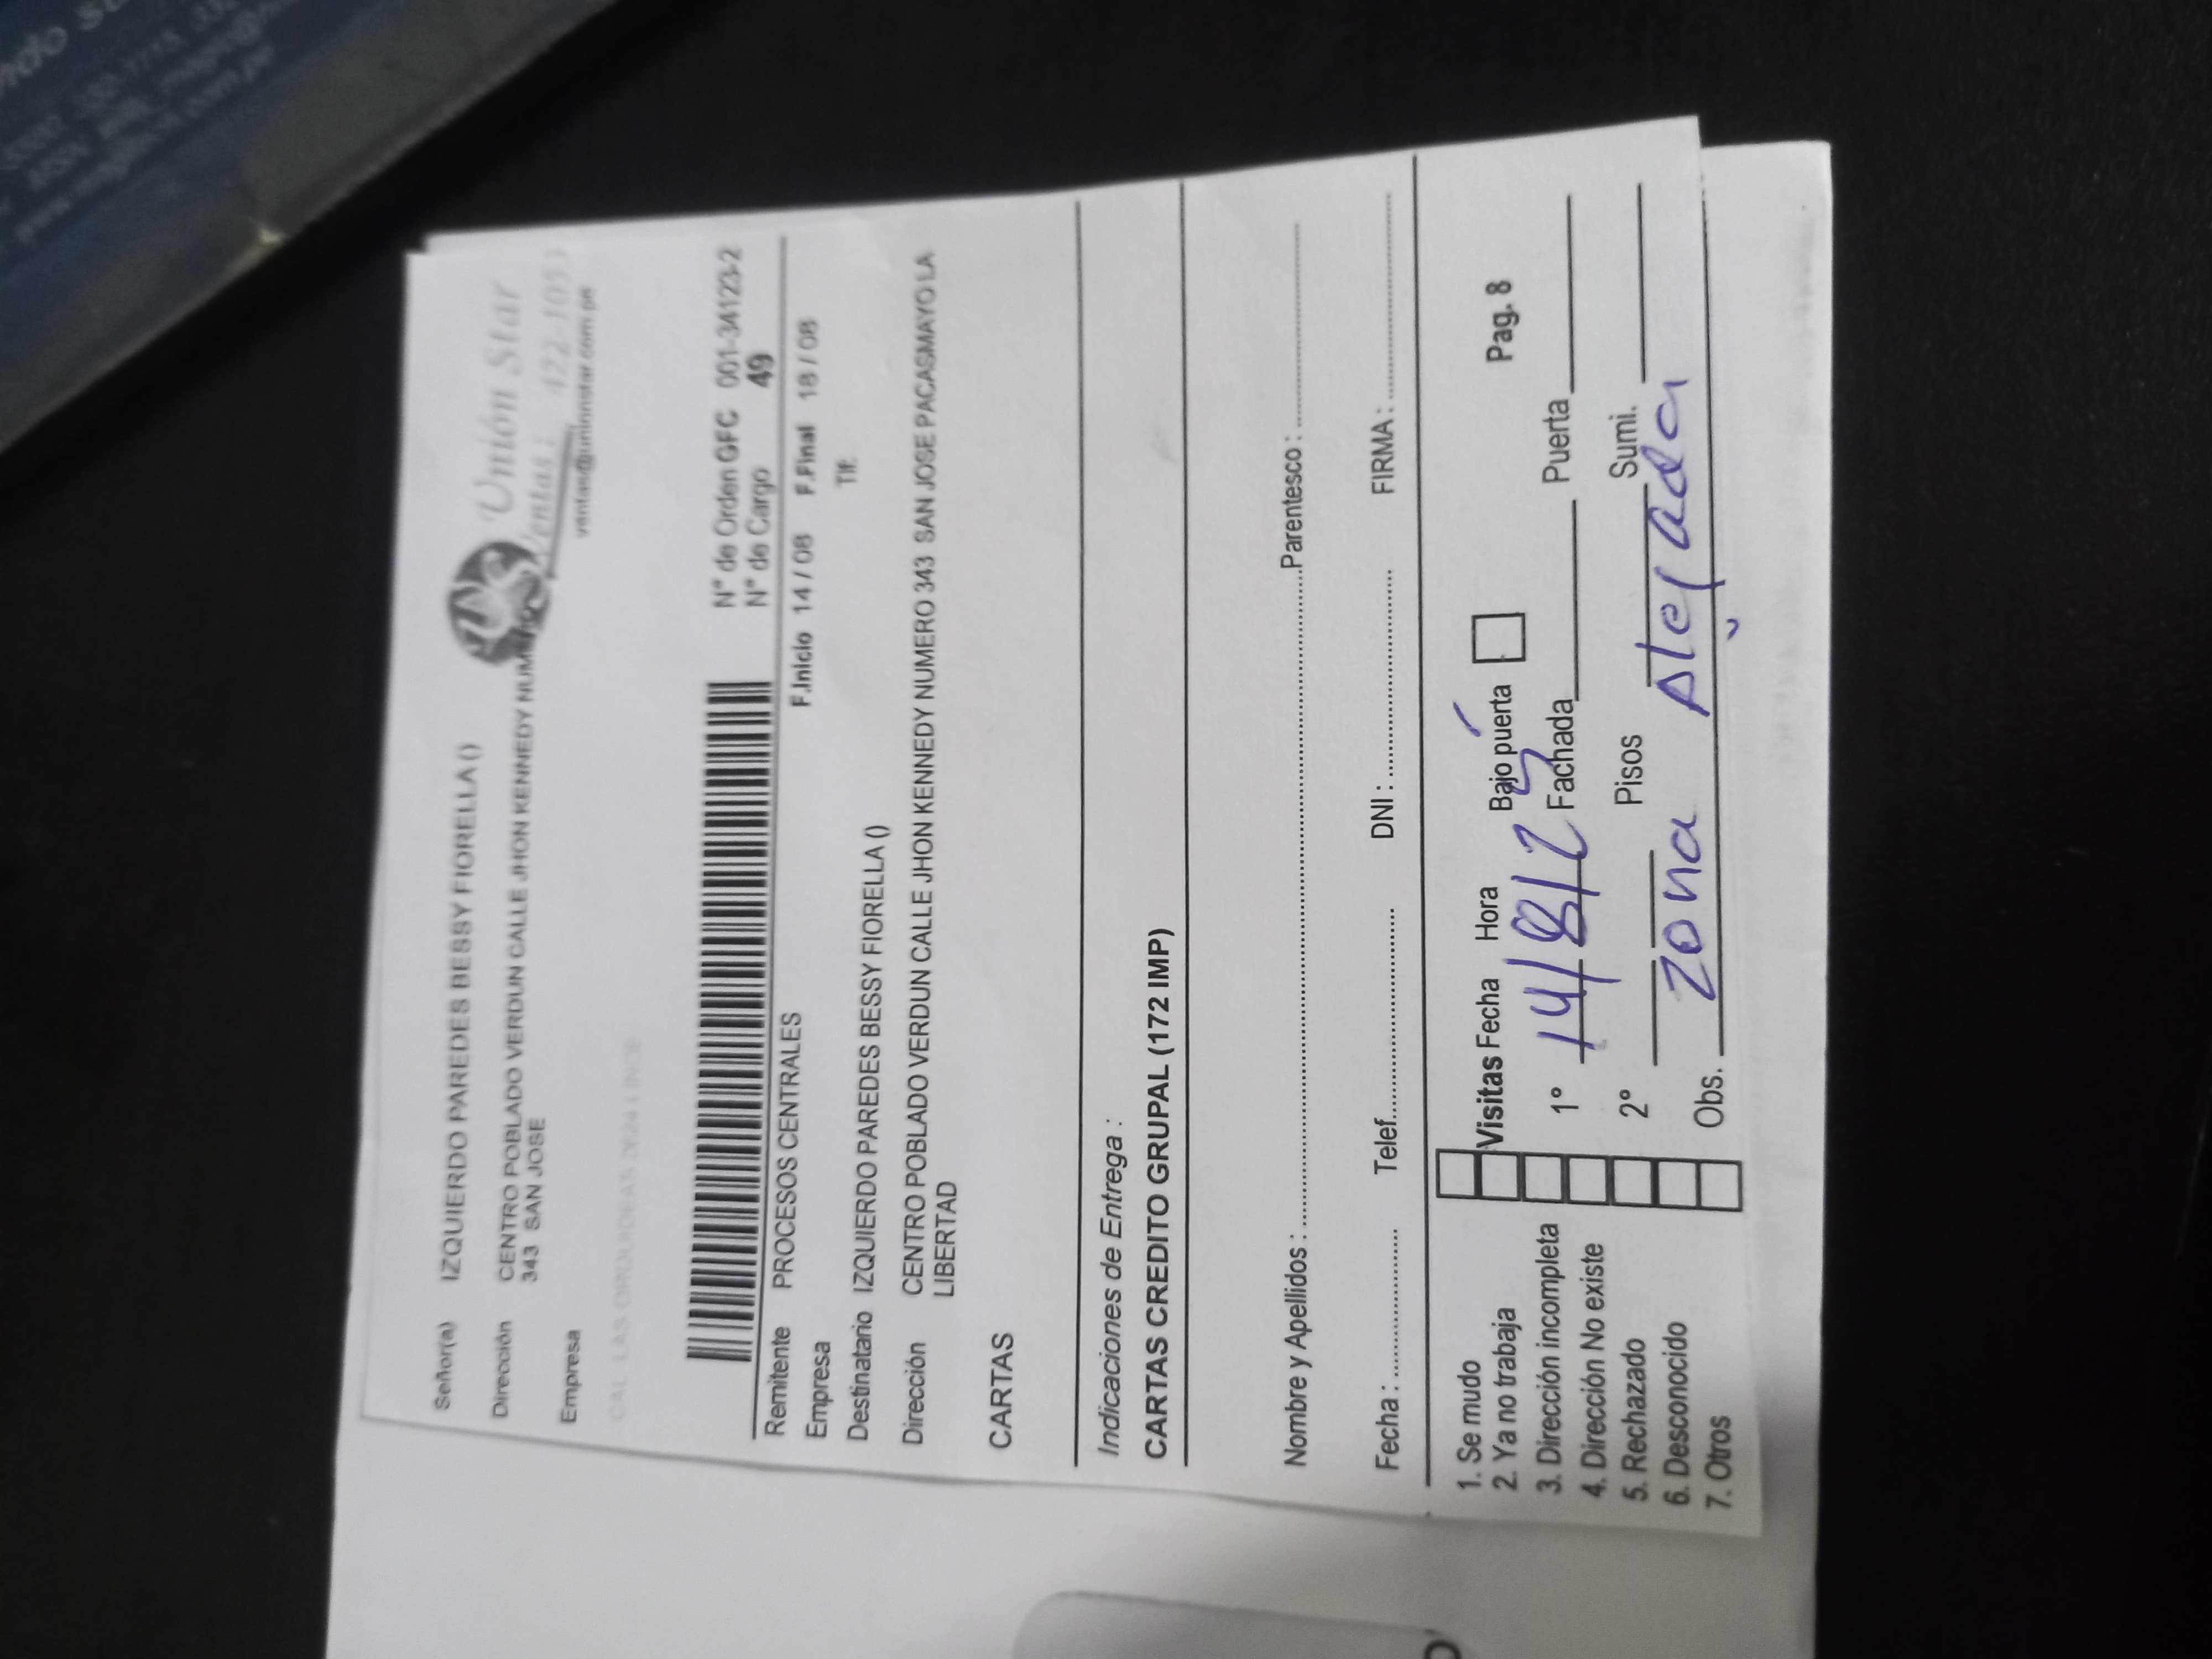 Unión Star
Señor(a) IZQUIERDO PAREDES BESSY FIORELLA ()
Dirección CENTRO POBLADO VERDUN CALLE JHON KENNEDY
343 SAN JOSE
Empresa
ventas@unionstar.com.pe
N° de Orden GFC 001-34123-2
N° de Cargo 49
Remitente PROCESOS CENTRALES F.Inicio 14 / 08 F.Final 18 / 08
Empresa Tlf.
Destinatario IZQUIERDO PAREDES BESSY FIORELLA ()
Dirección CENTRO POBLADO VERDUN CALLE JHON KENNEDY NUMERO 343 SAN JOSE PACASMAYO LA
LIBERTAD
CARTAS
Indicaciones de Entrega :
CARTAS CREDITO GRUPAL (172 IMP)
Nombre y Apellidos : Parentesco :
Fecha : Telef. DNI : FIRMA :
1. Se mudo
2. Ya no trabaja
3. Dirección incompleta
4. Dirección No existe
5. Rechazado
6. Desconocido
7. Otros
Visitas Fecha Hora Bajo puerta Pag. 8
1° 14/8/2 Fachada Puerta
2° Pisos Sumi.
Obs. Zona